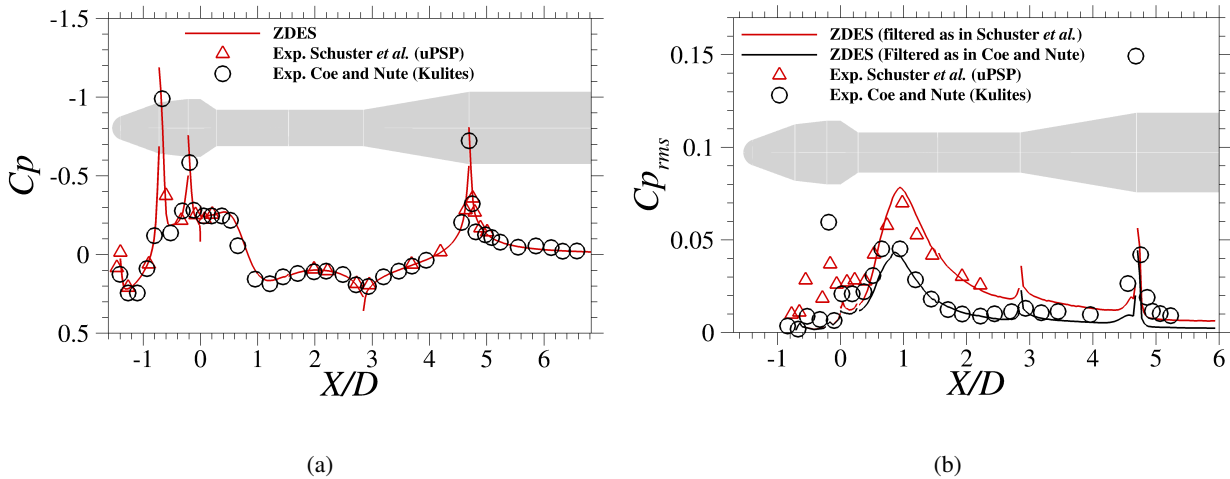 -1.5
-1
-0.5
0
0.5
Cp
ZDES
Exp. Schuster et al. (uPSP)
Exp. Coe and Nute (Kulites)
-1 0 1 2 3 4 5 6
X/D
(a)
0.15
0.1
0.05
0
Cp rms
ZDES (filtered as in Schuster et al.)
ZDES (Filtered as in Coe and Nute)
Exp. Schuster et al. (uPSP)
Exp. Coe and Nute (Kulites)
-1 0 1 2 3 4 5 6
X/D
(b)